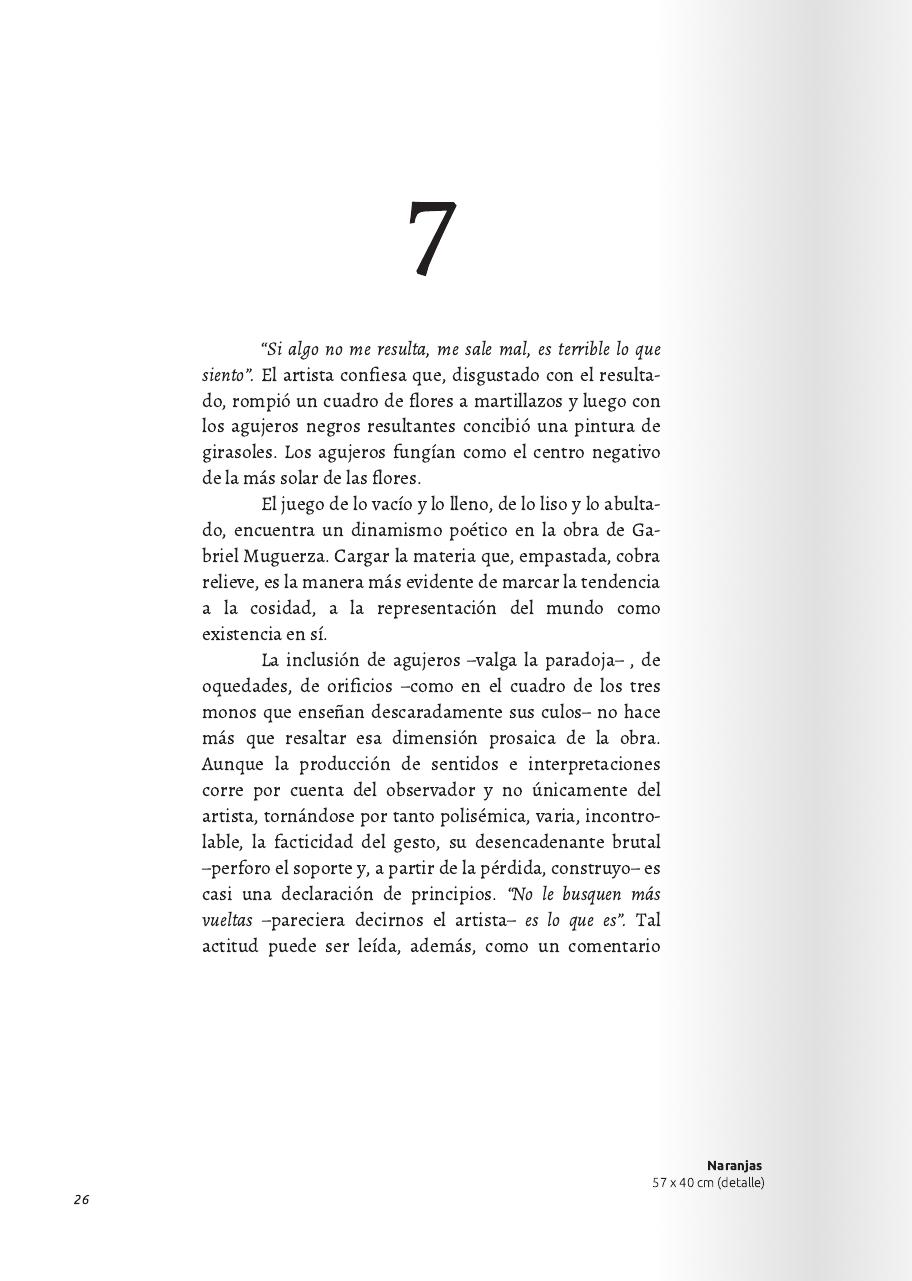 7
“Si algo no me resulta, me sale mal, es terrible lo que
siento”. El artista confiesa que, disgustado con el resulta-
do, rompió un cuadro de flores a martillazos y luego con
los agujeros negros resultantes concibió una pintura de
girasoles. Los agujeros fungían como el centro negativo
de la más solar de las flores.
El juego de lo vacío y lo lleno, de lo liso y lo abulta-
do, encuentra un dinamismo poético en la obra de Ga-
briel Muguerza. Cargar la materia que, empastada, cobra
relieve, es la manera más evidente de marcar la tendencia
a la cosidad, a la representación del mundo como
existencia en sí.
La inclusión de agujeros –valga la paradoja– , de
oquedades, de orificios –como en el cuadro de los tres
monos que enseñan descaradamente sus culos– no hace
más que resaltar esa dimensión prosaica de la obra.
Aunque la producción de sentidos e interpretaciones
corre por cuenta del observador y no únicamente del
artista, tornándose por tanto polisémica, varia, incontro-
lable, la facticidad del gesto, su desencadenante brutal
–perforo el soporte y, a partir de la pérdida, construyo– es
casi una declaración de principios. “No le busquen más
vueltas –pareciera decirnos el artista– es lo que es”. Tal
actitud puede ser leída, además, como un comentario
Naranjas
57 x 40 cm (detalle)
26